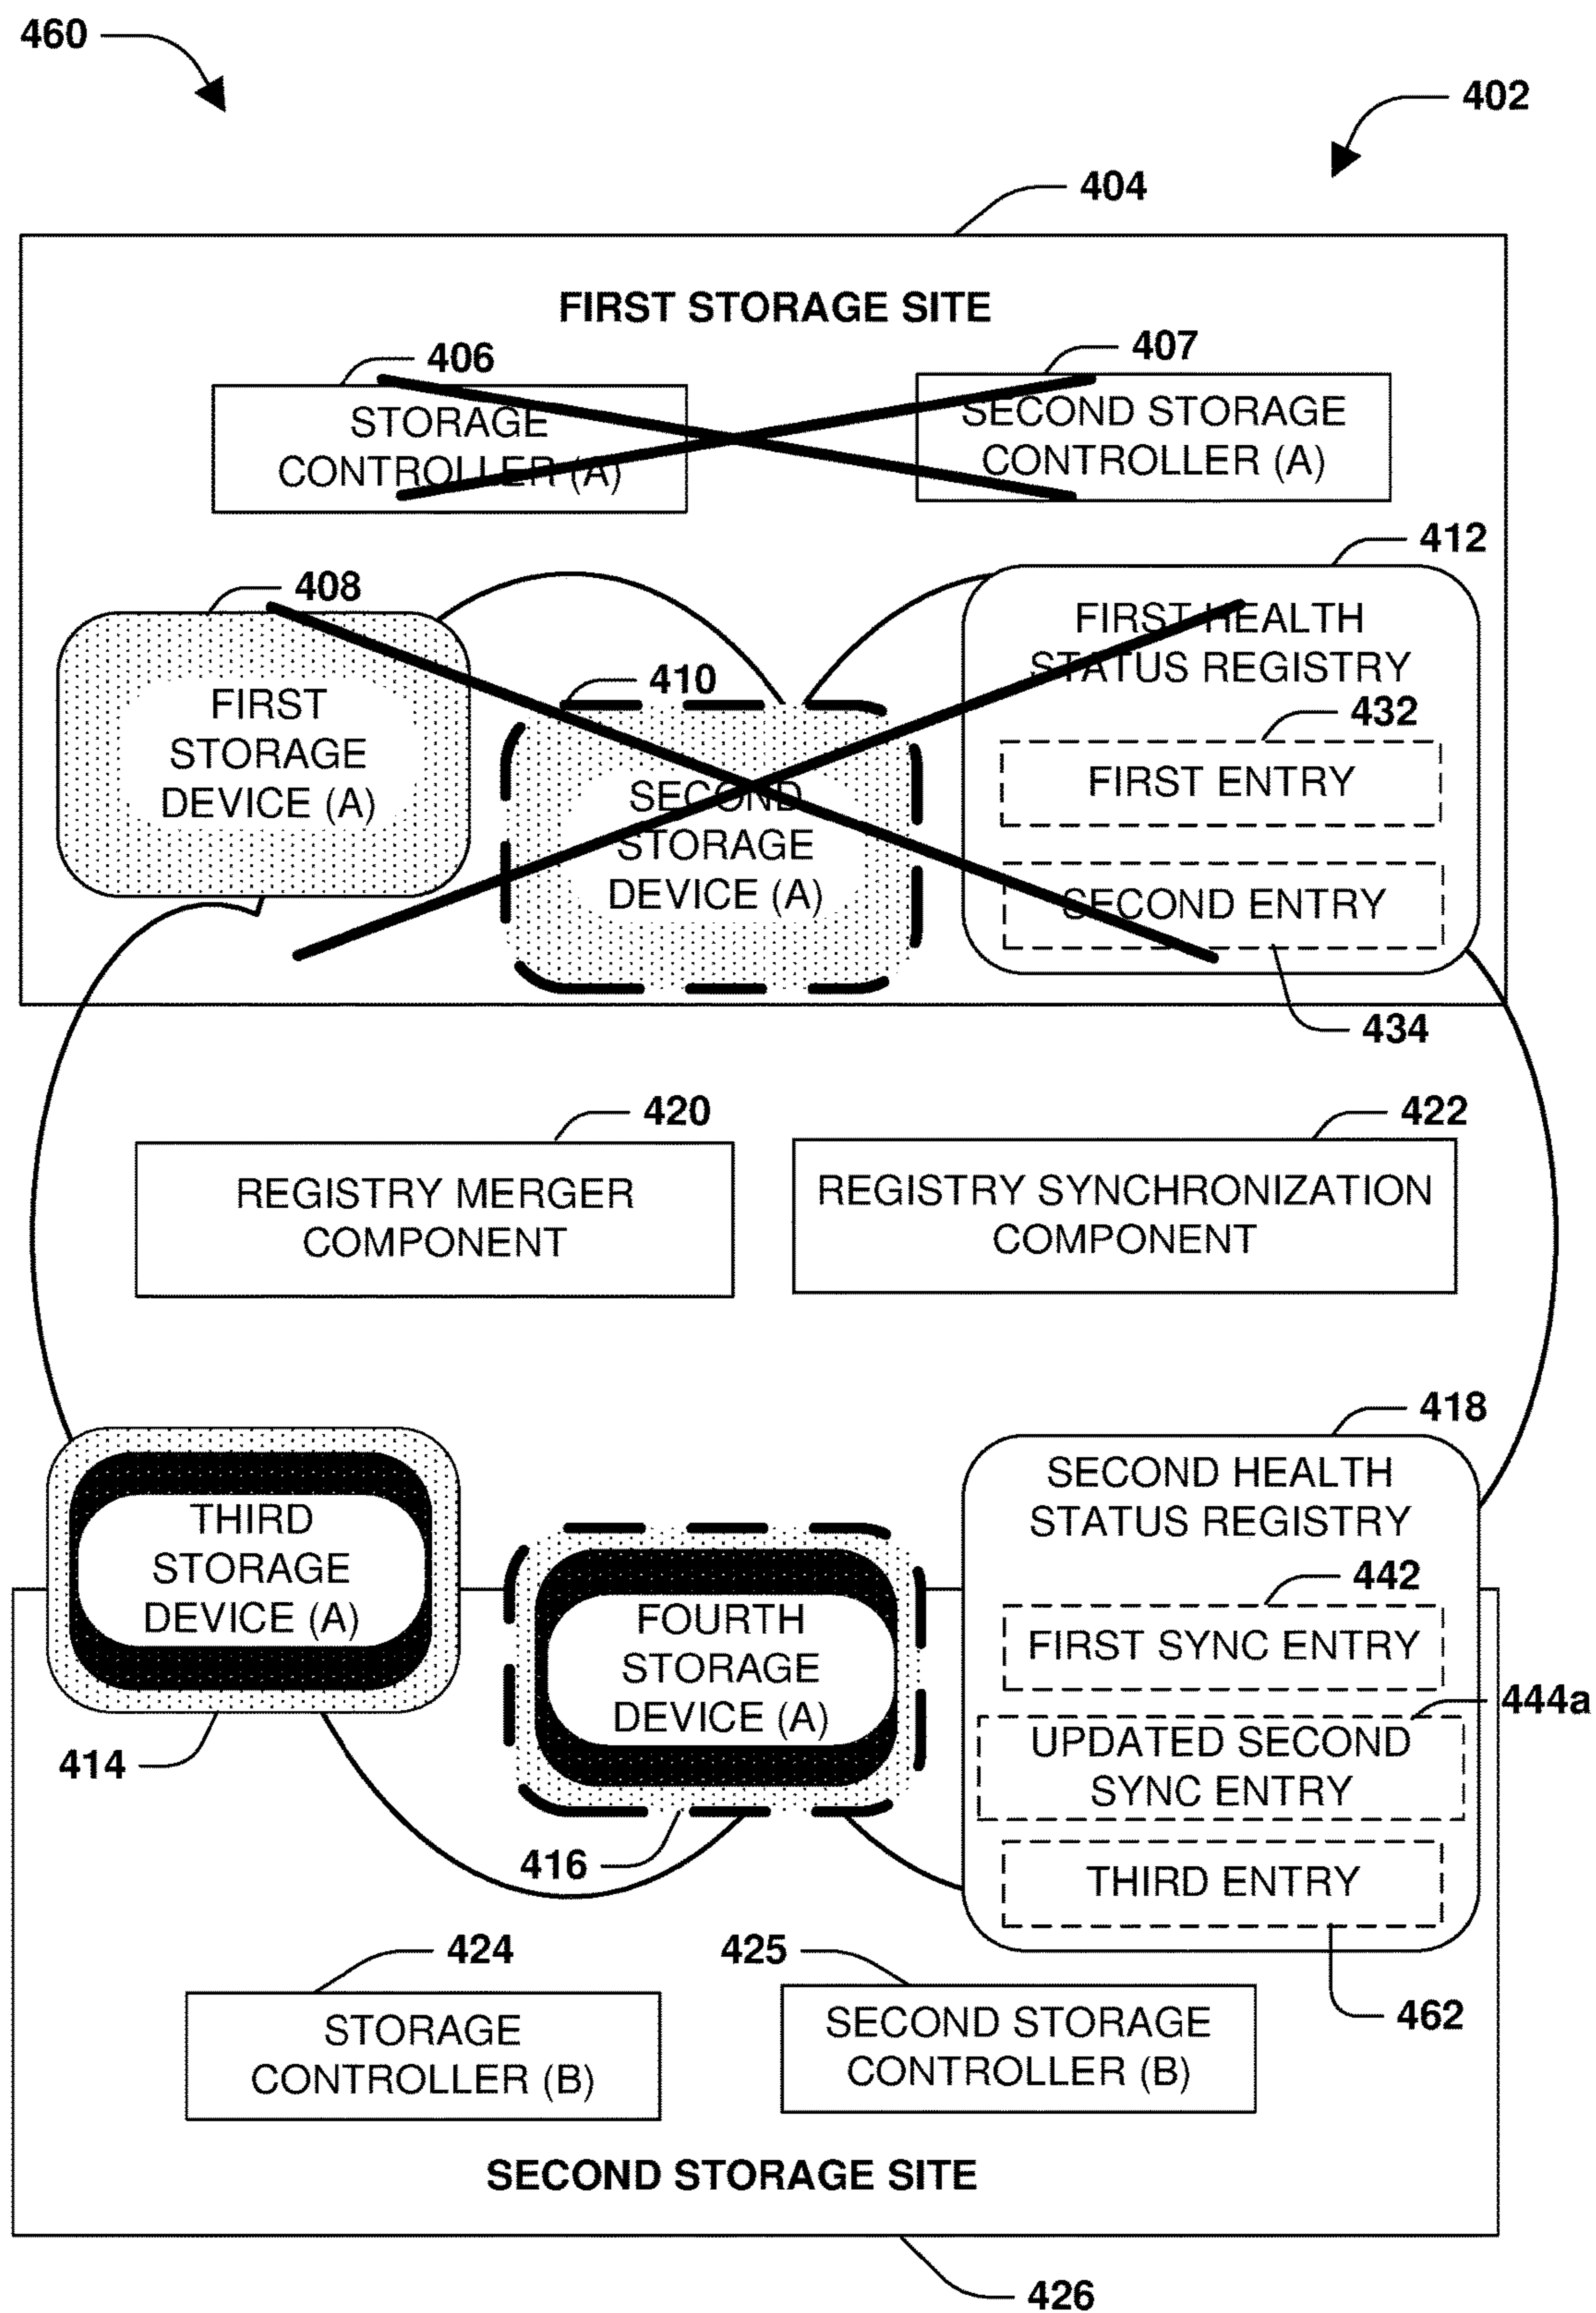 460
402
404
FIRST STORAGE SITE
406
407
STORAGE
CONTROLLER (A)
SECOND STORAGE
CONTROLLER (A)
412
408
FIRST HEALTH
STATUS REGISTRY
410
FIRST
STORAGE
DEVICE (A)
432
FIRST ENTRY
SECOND
STORAGE
DEVICE (A)
SECOND ENTRY
434
420
422
REGISTRY MERGER
COMPONENT
REGISTRY SYNCHRONIZATION
COMPONENT
418
SECOND HEALTH
STATUS REGISTRY
THIRD
STORAGE
DEVICE (A)
442
FIRST SYNC ENTRY
FOURTH
STORAGE
DEVICE (A)
444a
UPDATED SECOND
SYNC ENTRY
414
416
THIRD ENTRY
424
425
462
STORAGE
CONTROLLER (B)
SECOND STORAGE
CONTROLLER (B)
SECOND STORAGE SITE
426